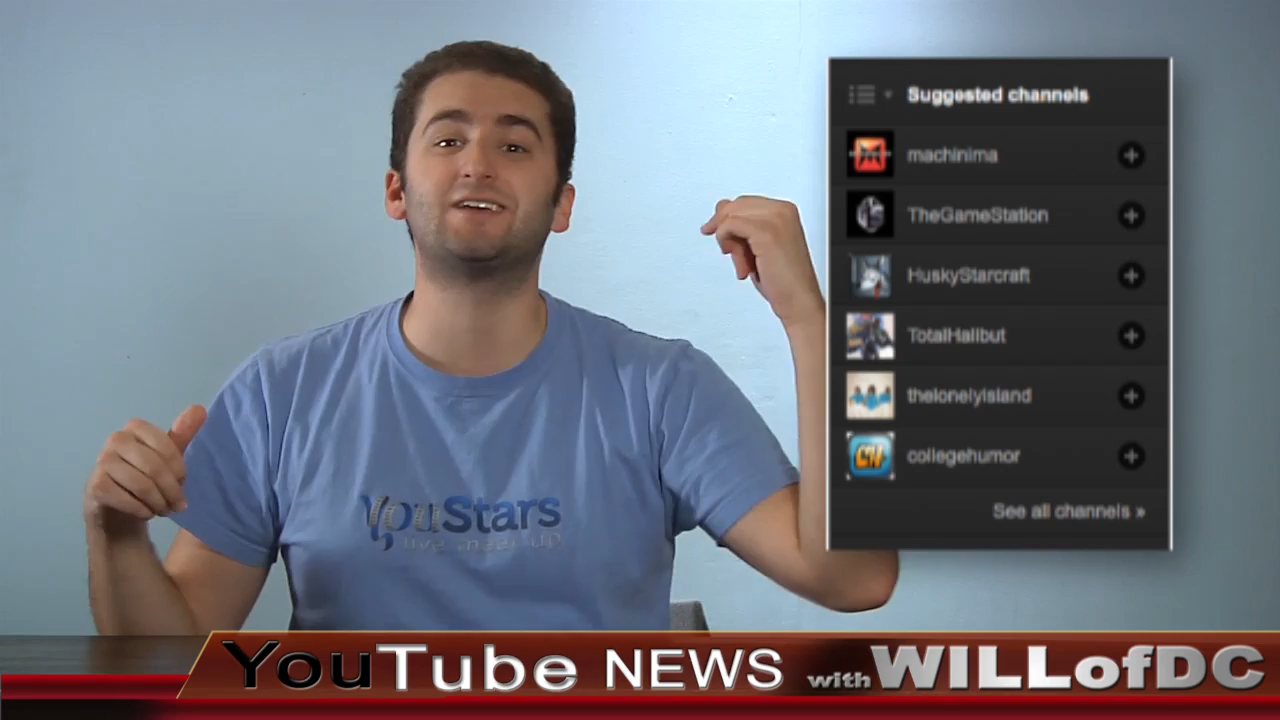 Suggested channels
machinima
TheGameStation
HuskyStarcraft
TotalHalibut
thelonelyisland
collegehumor
See all channels »
YouStars
live meet up
YouTube NEWS with WILLofDC